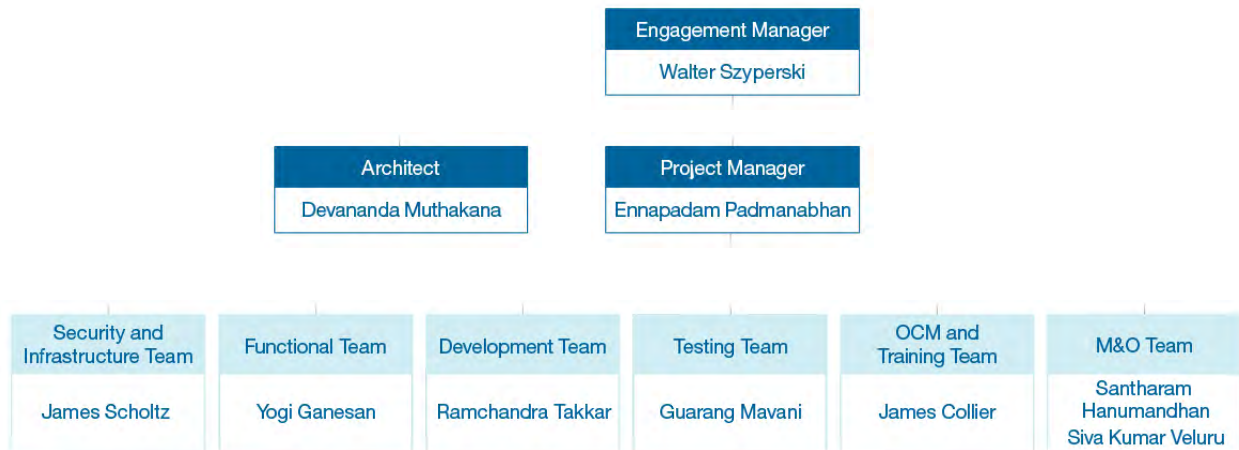 Engagement Manager
Walter Szyperski
Architect
Devananda Muthakana
Project Manager
Ennapadam Padmanabhan
Security and
Infrastructure Team
James Scholtz
Functional Team
Yogi Ganesan
Development Team
Ramchandra Takkar
Testing Team
Guarang Mavani
OCM and
Training Team
James Collier
M&O Team
Santharam
Hanumandhan
Siva Kumar Veluru